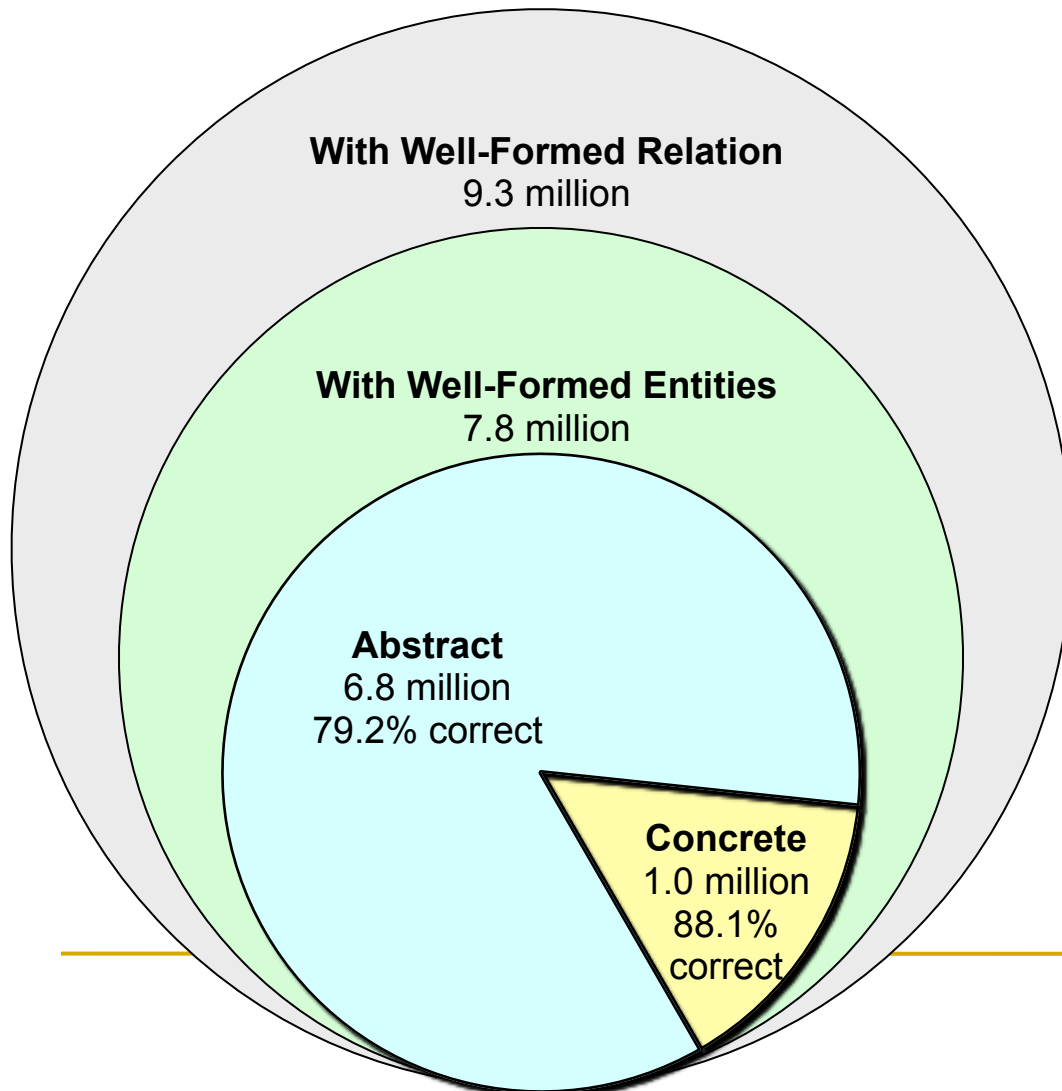 With Well-Formed Relation
9.3 million
With Well-Formed Entities
7.8 million
Abstract
6.8 million
79.2% correct
Concrete
1.0 million
88.1%
correct